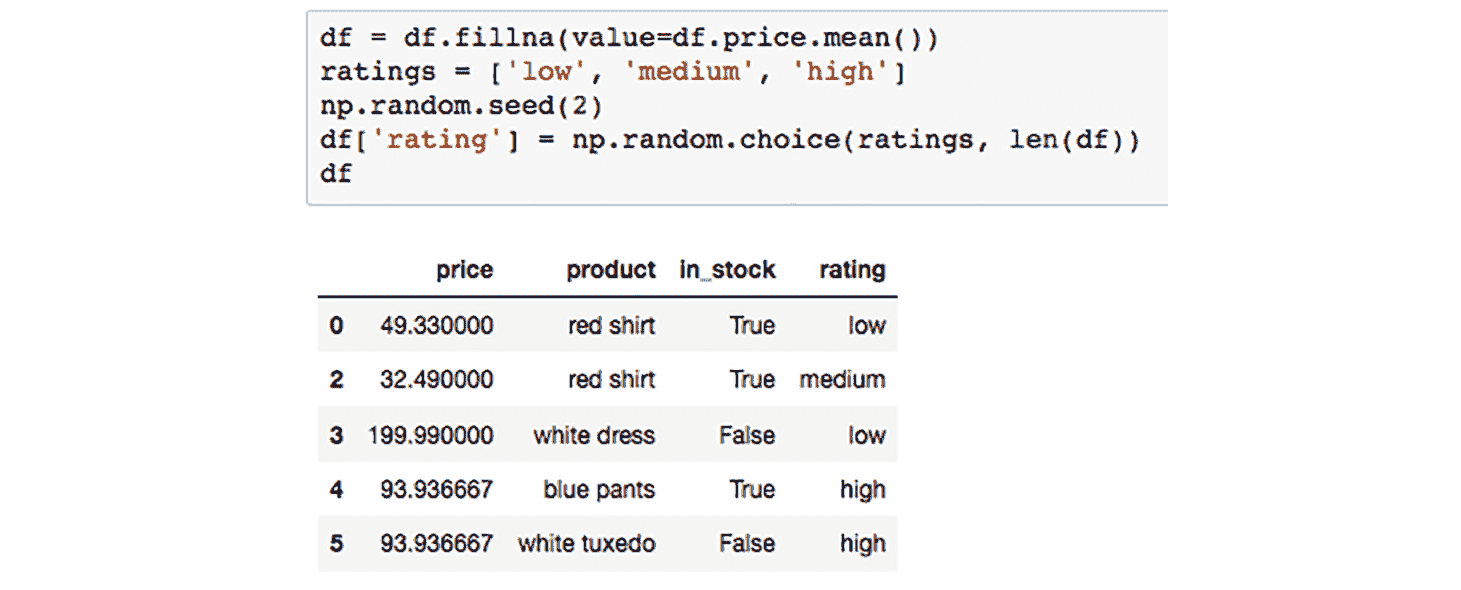 df = df.fillna(value=df.price.mean())
ratings = ['low', 'medium', 'high']
np.random.seed(2)
df['rating'] = np.random.choice(ratings, len(df))
df
price product in_stock rating
0 49.330000 red shirt True low
2 32.490000 red shirt True medium
3 199.990000 white dress False low
4 93.936667 blue pants True high
5 93.936667 white tuxedo False high